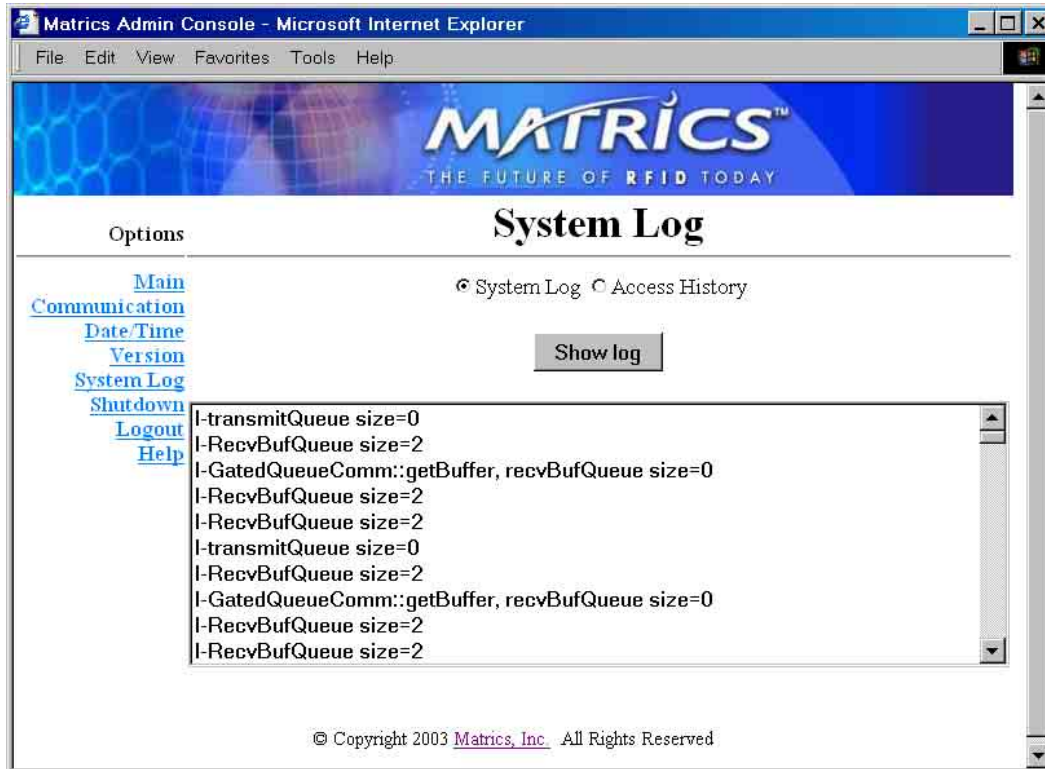 Matrics Admin Console - Microsoft Internet Explorer
File Edit View Favorites Tools Help
MATRICS™
THE FUTURE OF RFID TODAY
Options
System Log
Main
Communication
Date/Time
Version
System Log
Shutdown
Logout
Help
System Log Access History
Show log
I-transmitQueue size=0
I-RecvBufQueue size=2
I-GatedQueueComm::getBuffer, recvBufQueue size=0
I-RecvBufQueue size=2
I-RecvBufQueue size=2
I-transmitQueue size=0
I-RecvBufQueue size=2
I-GatedQueueComm::getBuffer, recvBufQueue size=0
I-RecvBufQueue size=2
I-RecvBufQueue size=2
© Copyright 2003 Matrics, Inc. All Rights Reserved